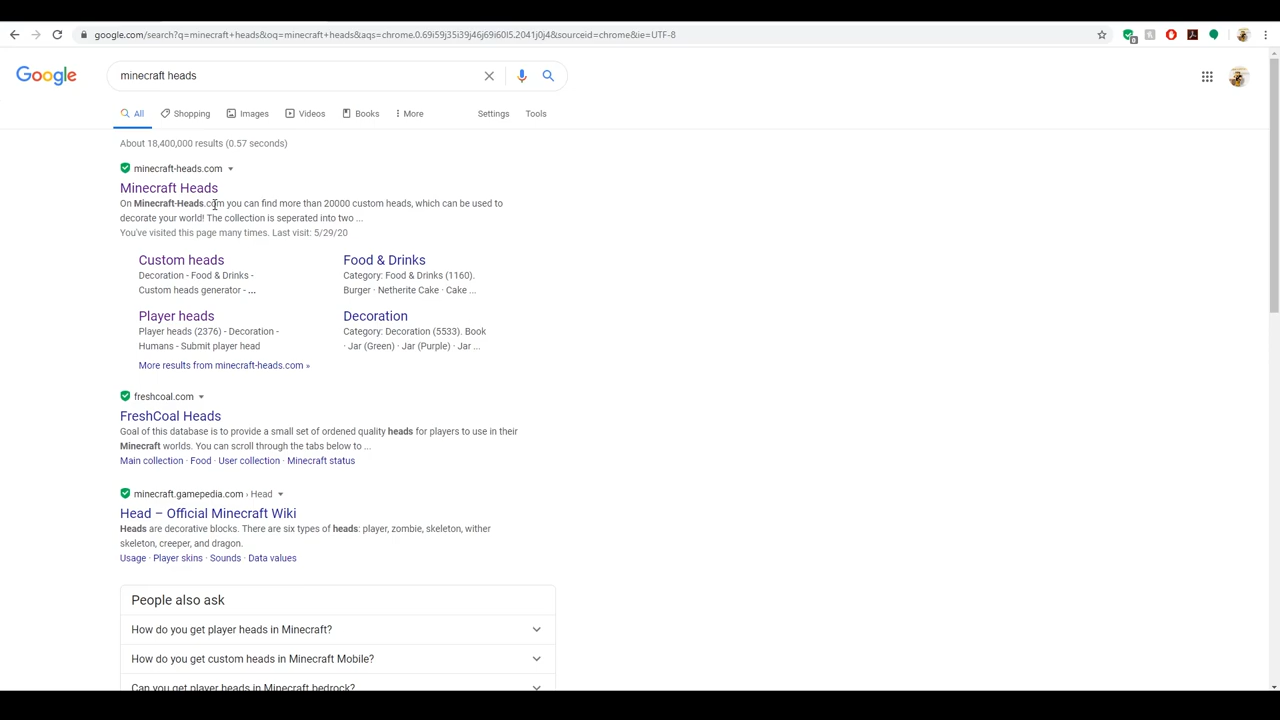 google.com/search?q=minecraft+heads&oq=minecraft+heads&aqs=chrome.0.69i59j35i39j46j69i60l5.2041j0j4&sourceid=chrome&ie=UTF-8
Google
minecraft heads
All Shopping Images Videos Books More Settings Tools
About 18,400,000 results (0.57 seconds)
minecraft-heads.com
Minecraft Heads
On Minecraft-Heads.com you can find more than 20000 custom heads, which can be used to
decorate your world! The collection is seperated into two ...
You've visited this page many times. Last visit: 5/29/20
Custom heads
Decoration - Food & Drinks -
Custom heads generator - ...
Food & Drinks
Category: Food & Drinks (1160).
Burger · Netherite Cake · Cake ...
Player heads
Player heads (2376) - Decoration -
Humans - Submit player head
Decoration
Category: Decoration (5533). Book
· Jar (Green) · Jar (Purple) · Jar ...
More results from minecraft-heads.com »
freshcoal.com
FreshCoal Heads
Goal of this database is to provide a small set of ordened quality heads for players to use in their
Minecraft worlds. You can scroll through the tabs below to ...
Main collection · Food · User collection · Minecraft status
minecraft.gamepedia.com › Head
Head – Official Minecraft Wiki
Heads are decorative blocks. There are six types of heads: player, zombie, skeleton, wither
skeleton, creeper, and dragon.
Usage · Player skins · Sounds · Data values
People also ask
How do you get player heads in Minecraft?
How do you get custom heads in Minecraft Mobile?
Can you get player heads in Minecraft bedrock?